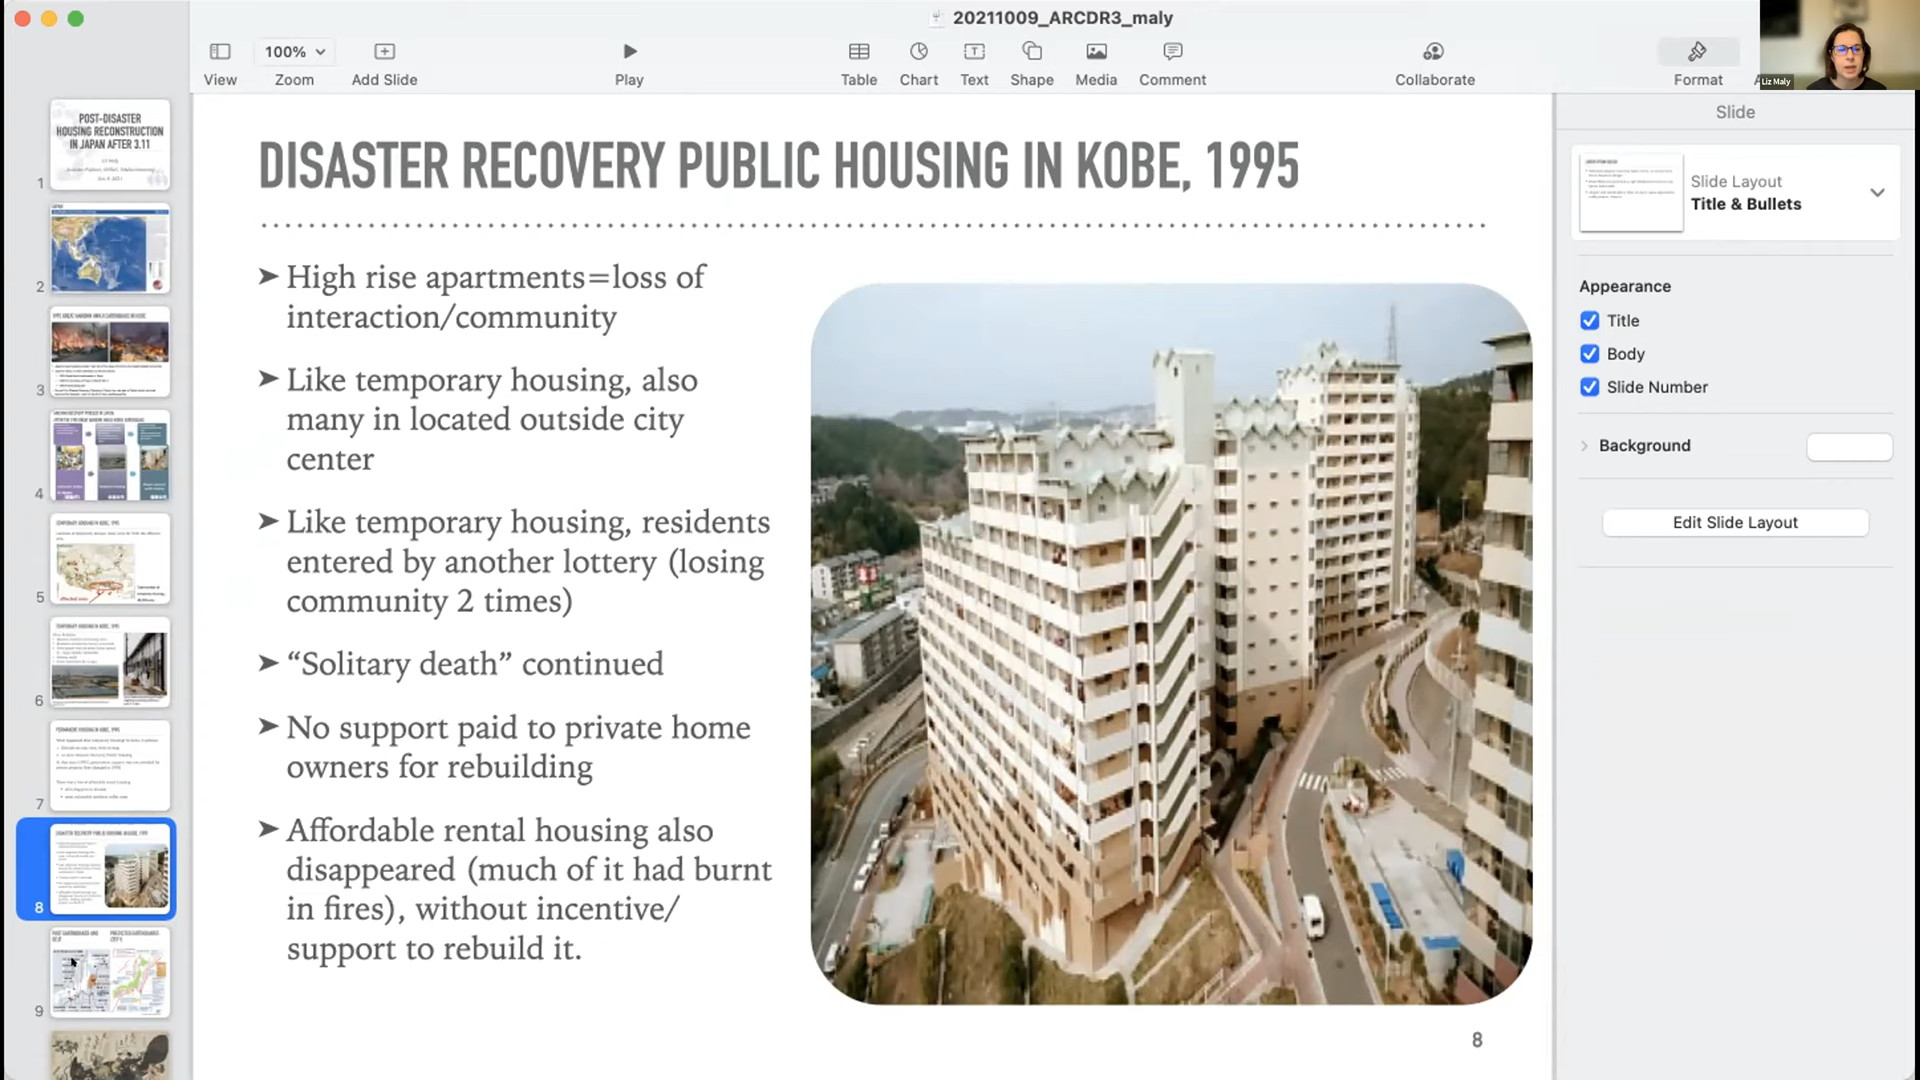 20211009_ARCDR3_maly
100%
View
Zoom
Add Slide
Play
Table
Chart
Text
Shape
Media
Comment
Collaborate
Format
Liz Maly
POST-DISASTER
HOUSING RECONSTRUCTION
IN JAPAN AFTER 3.11
1
2
3
4
5
6
7
8
9
DISASTER RECOVERY PUBLIC HOUSING IN KOBE, 1995
➤ High rise apartments=loss of
interaction/community
➤ Like temporary housing, also
many in located outside city
center
➤ Like temporary housing, residents
entered by another lottery (losing
community 2 times)
➤ “Solitary death” continued
➤ No support paid to private home
owners for rebuilding
➤ Affordable rental housing also
disappeared (much of it had burnt
in fires), without incentive/
support to rebuild it.
8
Slide
Slide Layout
Title & Bullets
Appearance
Title
Body
Slide Number
Background
Edit Slide Layout